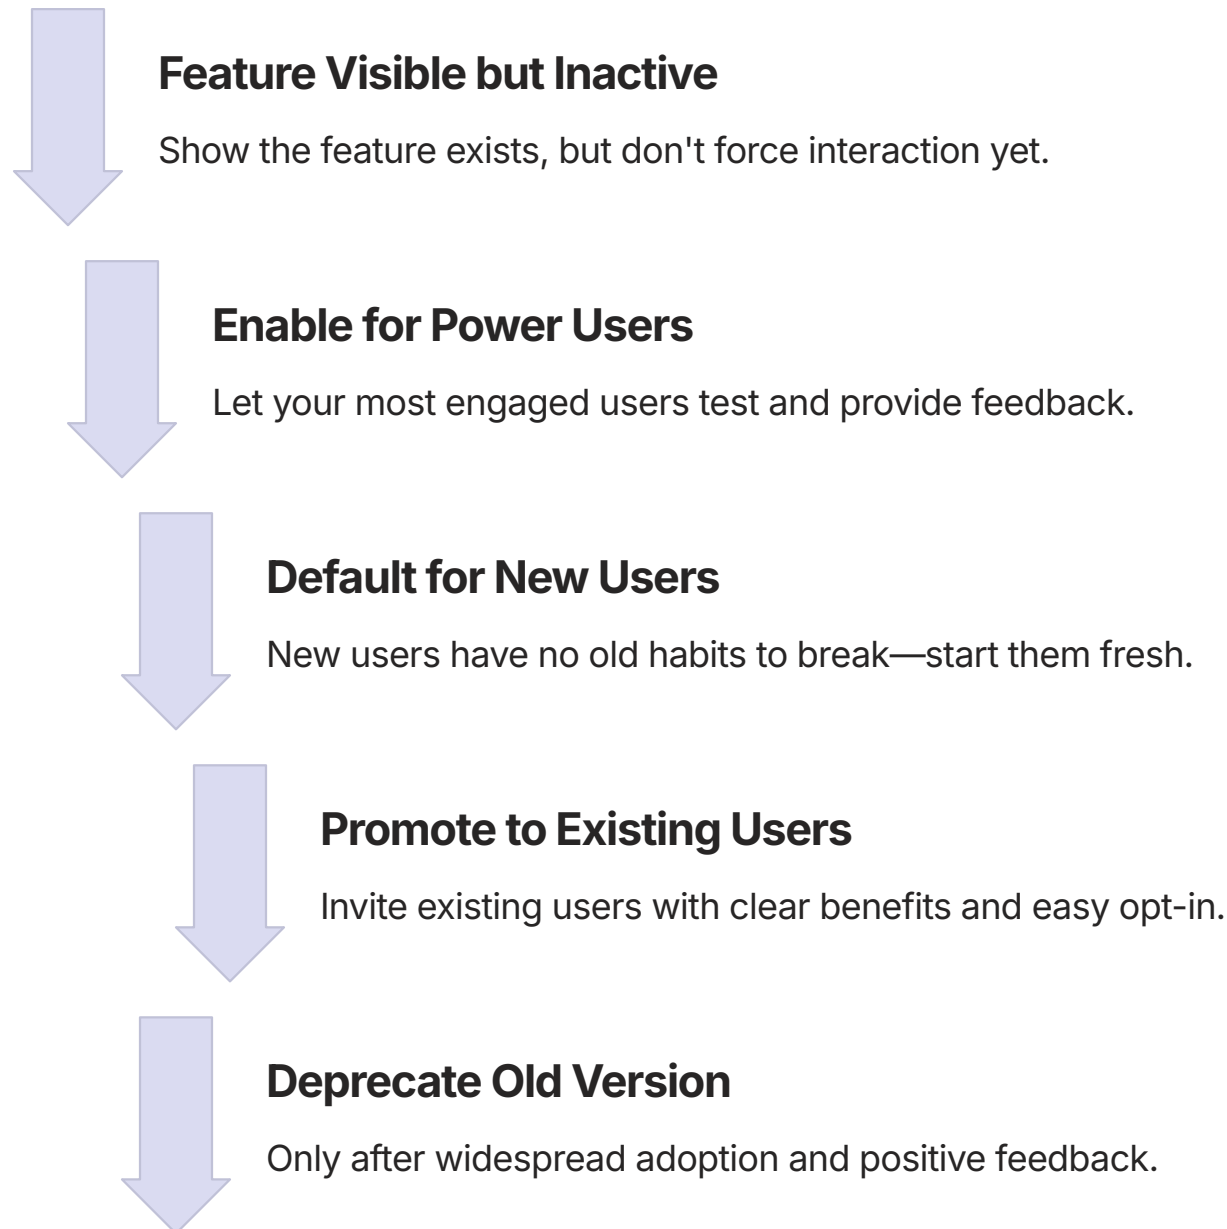 Feature Visible but Inactive
Show the feature exists, but don't force interaction yet.
Enable for Power Users
Let your most engaged users test and provide feedback.
Default for New Users
New users have no old habits to break—start them fresh.
Promote to Existing Users
Invite existing users with clear benefits and easy opt-in.
Deprecate Old Version
Only after widespread adoption and positive feedback.